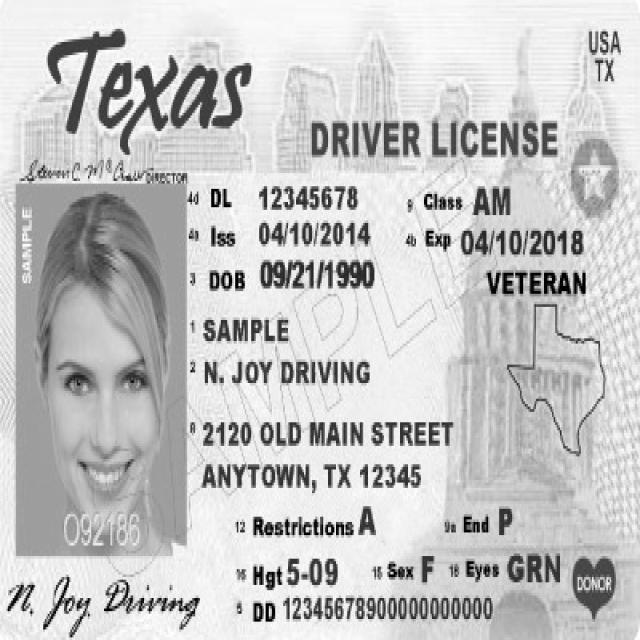 Texas
USA
TX
DRIVER LICENSE
Steven C. McCraw DIRECTOR
4d DL 12345678 9 Class AM
4a Iss 04/10/2014 4b Exp 04/10/2018
3 DOB 09/21/1990 VETERAN
SAMPLE
1 SAMPLE
2 N. JOY DRIVING
8 2120 OLD MAIN STREET
ANYTOWN, TX 12345
SAMPLE
092186
12 Restrictions A 9a End P
16 Hgt 5-09 15 Sex F 18 Eyes GRN
DONOR
5 DD 12345678900000000000
N. Joy Driving